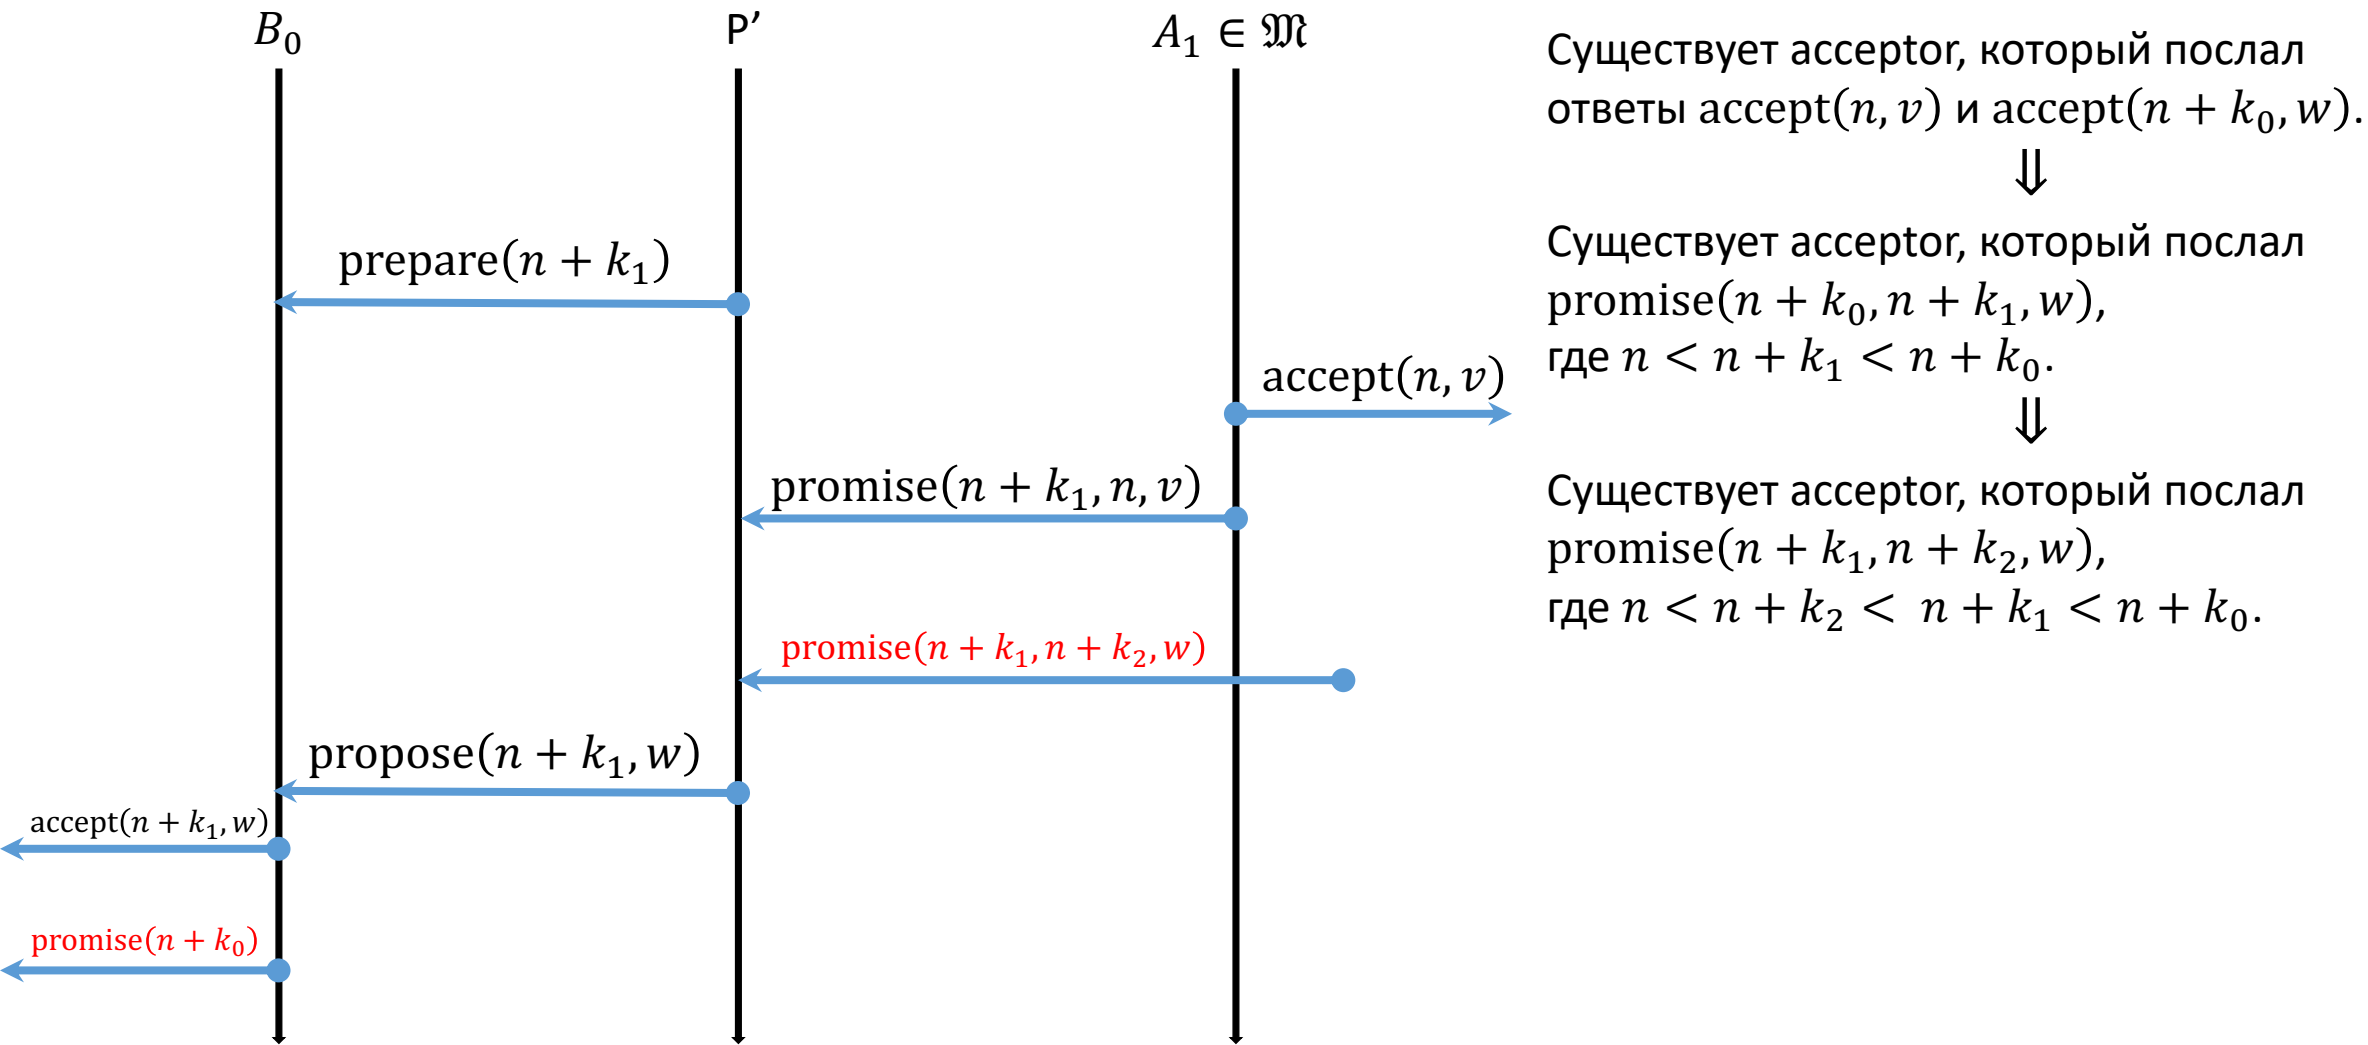 B₀
P’
A₁ ∈ 𝔐
prepare(n + k₁)
accept(n, v)
promise(n + k₁, n, v)
promise(n + k₁, n + k₂, w)
propose(n + k₁, w)
accept(n + k₁, w)
promise(n + k₀)
Существует acceptor, который послал
ответы accept(n, v) и accept(n + k₀, w).
⇓
Существует acceptor, который послал
promise(n + k₀, n + k₁, w),
где n < n + k₁ < n + k₀.
⇓
Существует acceptor, который послал
promise(n + k₁, n + k₂, w),
где n < n + k₂ < n + k₁ < n + k₀.